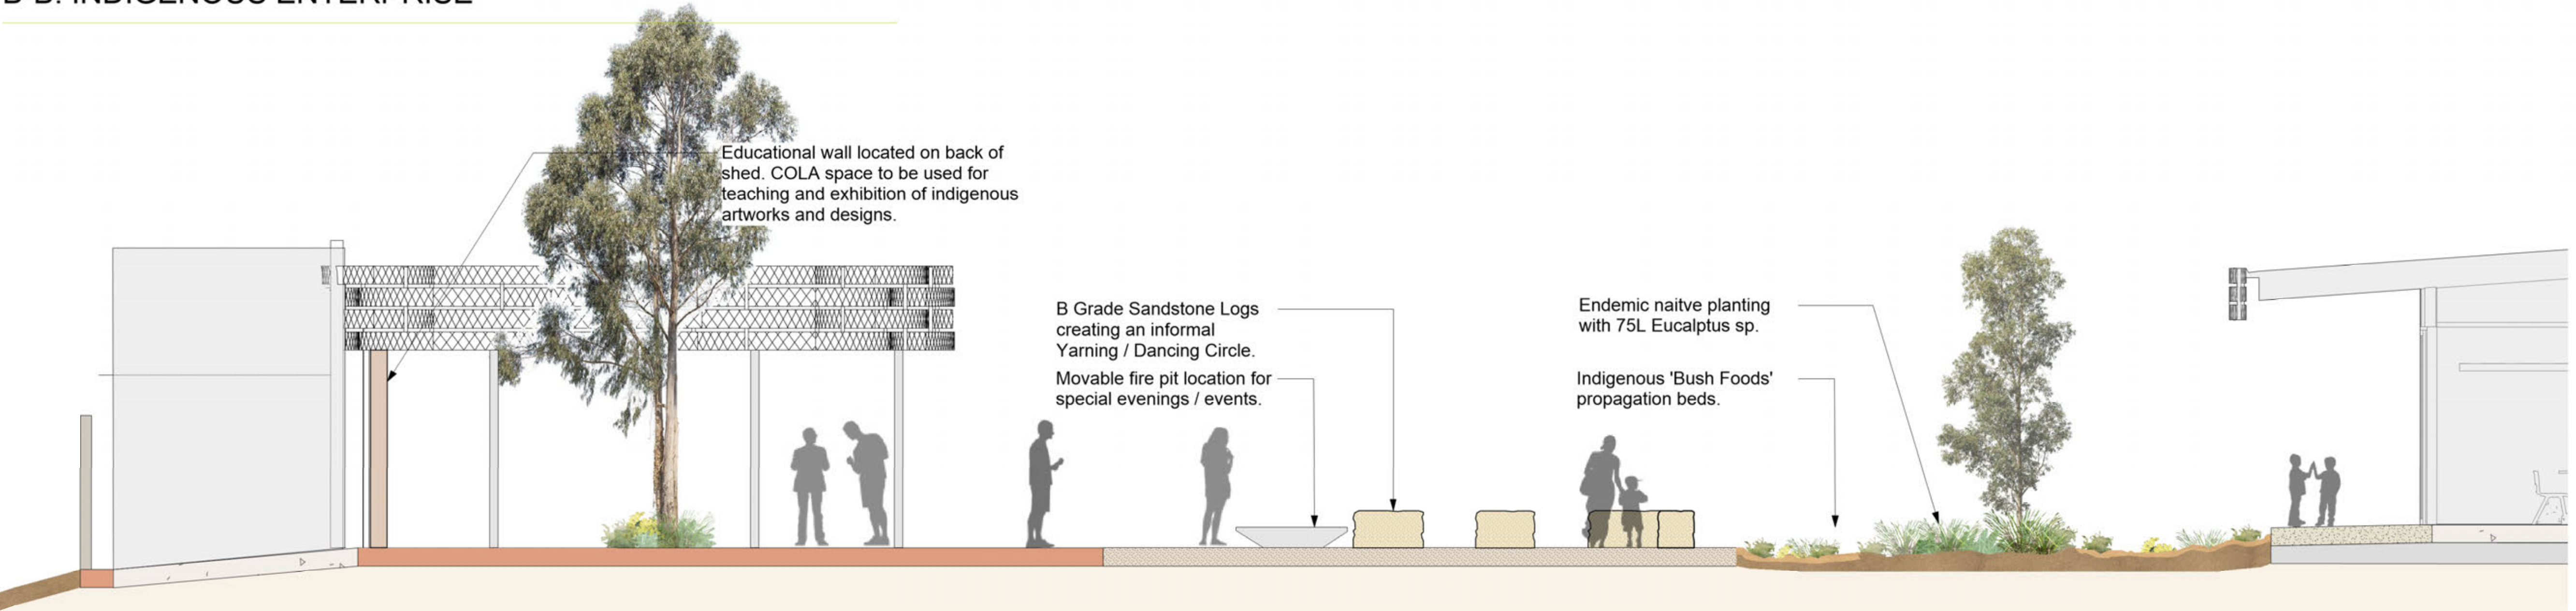 B-B: INDIGENOUS ENTERPRISE
Educational wall located on back of
shed. COLA space to be used for
teaching and exhibition of indigenous
artworks and designs.
B Grade Sandstone Logs
creating an informal
Yarning / Dancing Circle.
Movable fire pit location for
special evenings / events.
Endemic naitve planting
with 75L Eucalptus sp.
Indigenous 'Bush Foods'
propagation beds.